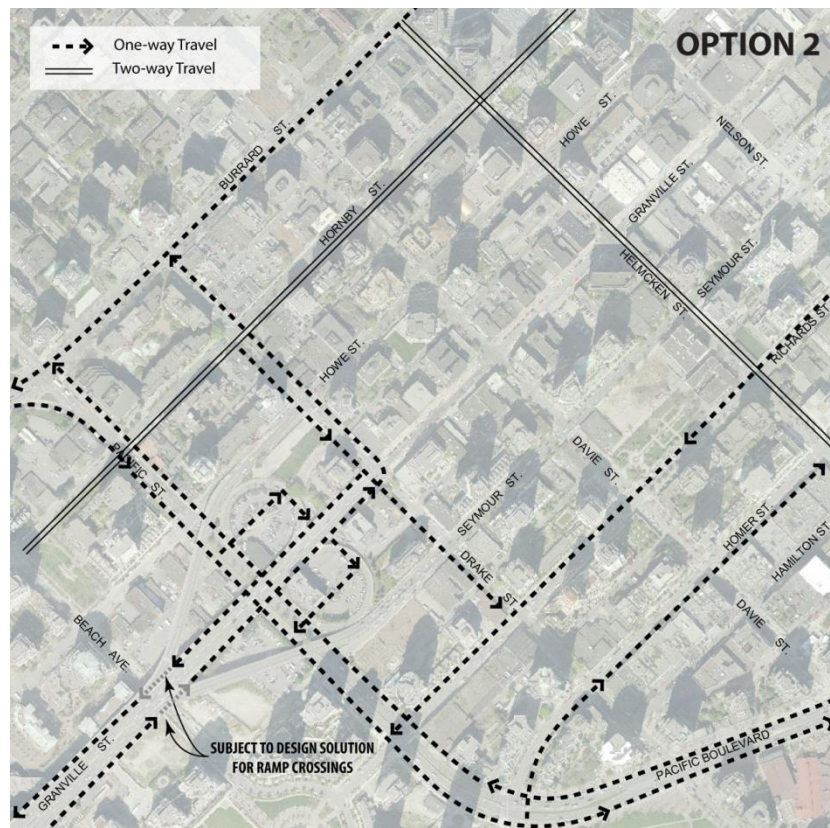 One-way Travel
Two-way Travel
OPTION 2
BURRARD ST.
HORNBY ST.
HOWE ST.
NELSON ST.
GRANVILLE ST.
SEYMOUR ST.
HELMCKEN ST.
RICHARDS ST.
HOWE ST.
DAVIE ST.
PACIFIC ST.
SEYMOUR ST.
HOMER ST.
HAMILTON ST.
DRAKE ST.
DAVIE ST.
BEACH AVE
SUBJECT TO DESIGN SOLUTION
FOR RAMP CROSSINGS
PACIFIC BOULEVARD
GRANVILLE ST.